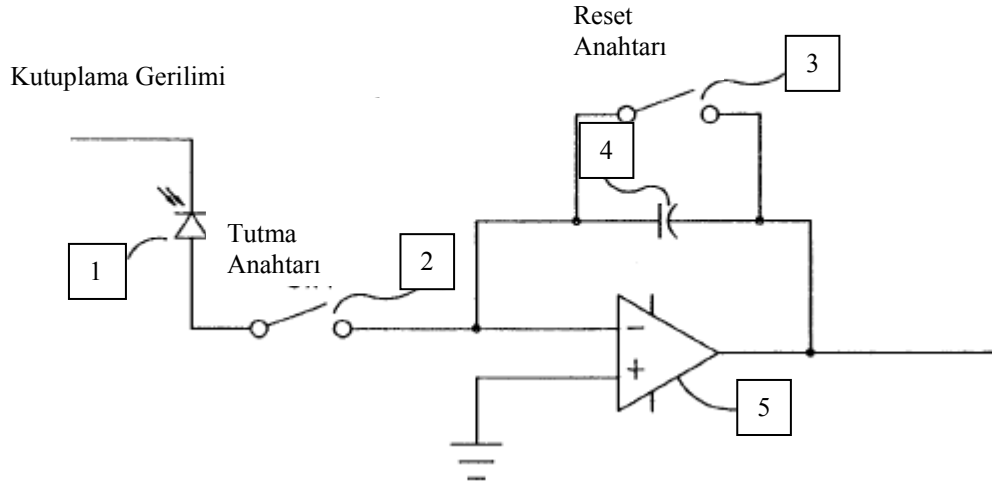 Reset
Anahtarı
3
Kutuplama Gerilimi
4
Tutma
Anahtarı
1
2
−
+
5